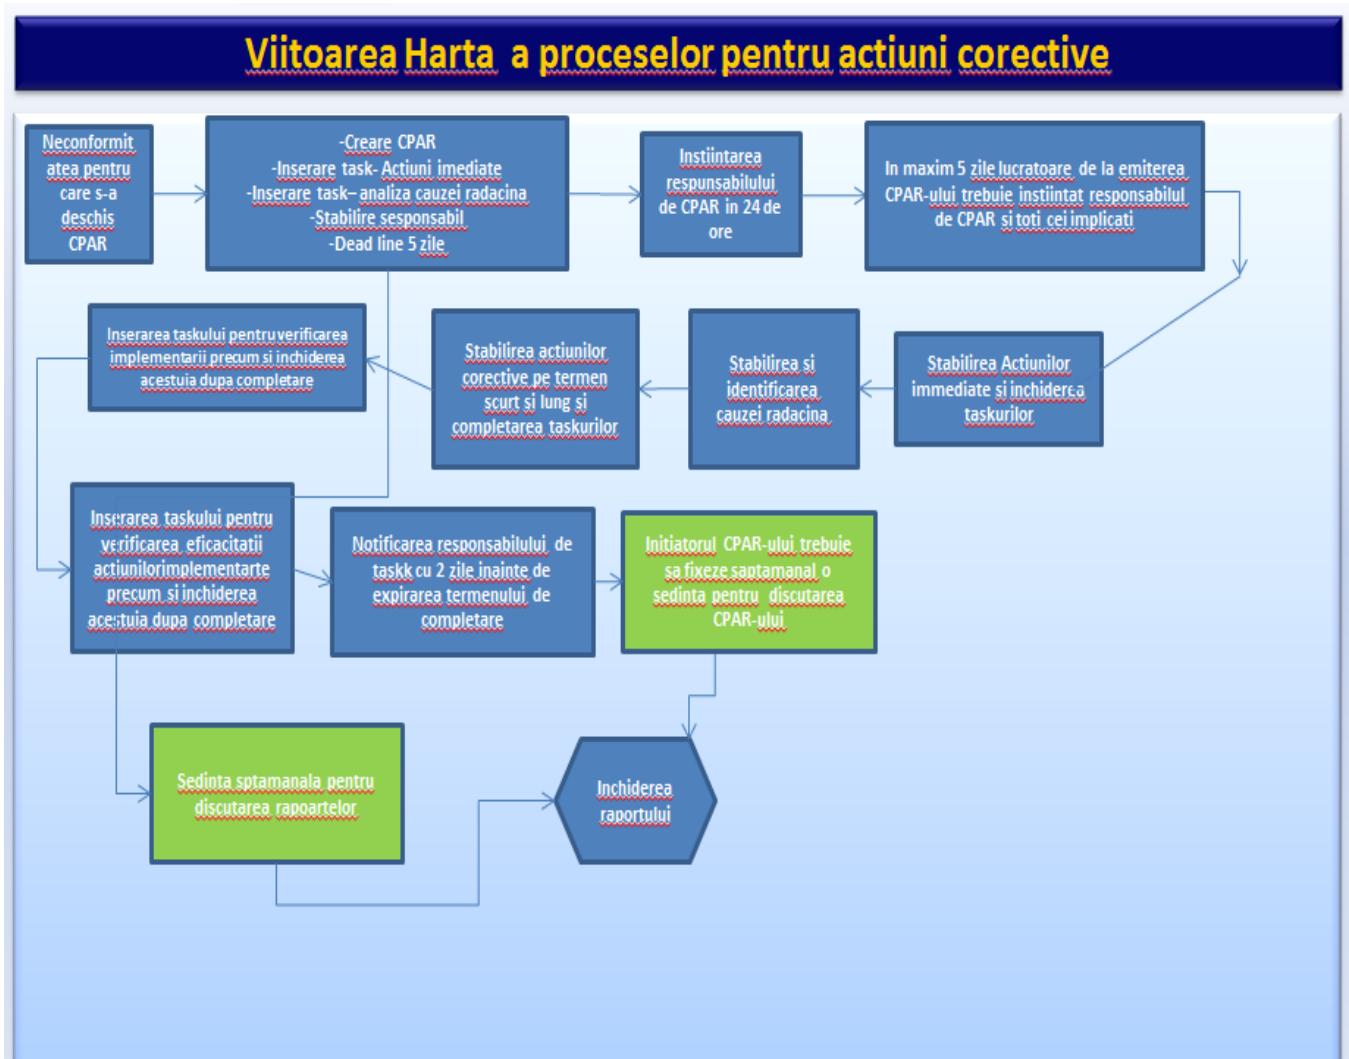 Viitoarea Harta a proceselor pentru actiuni corective
Neconformit
atea pentru
care s-a
deschis
CPAR
-Creare CPAR
-Inserare task- Actiuni imediate
-Inserare task– analiza cauzei radacina
-Stabilire sesponsabil
-Dead line 5 zile
Instiintarea
respunsabilului
de CPAR in 24 de
ore
In maxim 5 zile lucratoare de la emiterea
CPAR-ului trebuie instiintat responsabilul
de CPAR si toti cei implicati
Inserarea taskului pentru verificarea
implementarii precum si inchiderea
acestuia dupa completare
Stabilirea actiunilor
corective pe termen
scurt si lung si
completarea taskurilor
Stabilirea si
identificarea
cauzei radacina
Stabilirea Actiunilor
immediate si inchiderea
taskurilor
Inserarea taskului pentru
verificarea eficacitatii
actiunilorimplementarte
precum si inchiderea
acestuia dupa completare
Notificarea responsabilului de
taskk cu 2 zile inainte de
expirarea termenului de
completare
Initiatorul CPAR-ului trebuie
sa fixeze saptamanal o
sedinta pentru discutarea
CPAR-ului
Sedinta sptamanala pentru
discutarea rapoartelor
Inchiderea
raportului